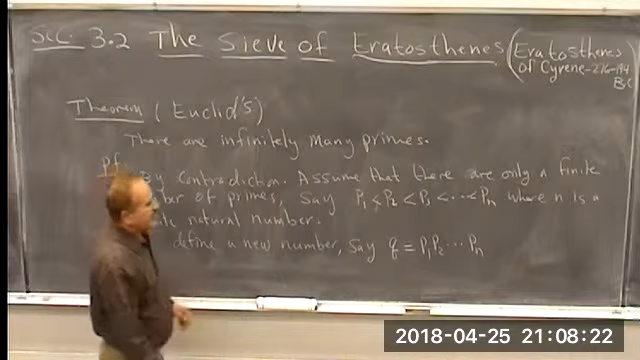 Sec. 3.2 The Sieve of Eratosthenes (Eratosthenes
of Cyrene-276-194
BC
Theorem (Euclid's)
There are infinitely many primes.
pf
By contradiction. Assume that there are only a finite
of primes, say P₁ < P₂ < P₃ < ... < Pₙ where n is a
natural number.
define a new number, say q = P₁P₂ ... Pₙ
2018-04-25 21:08:22